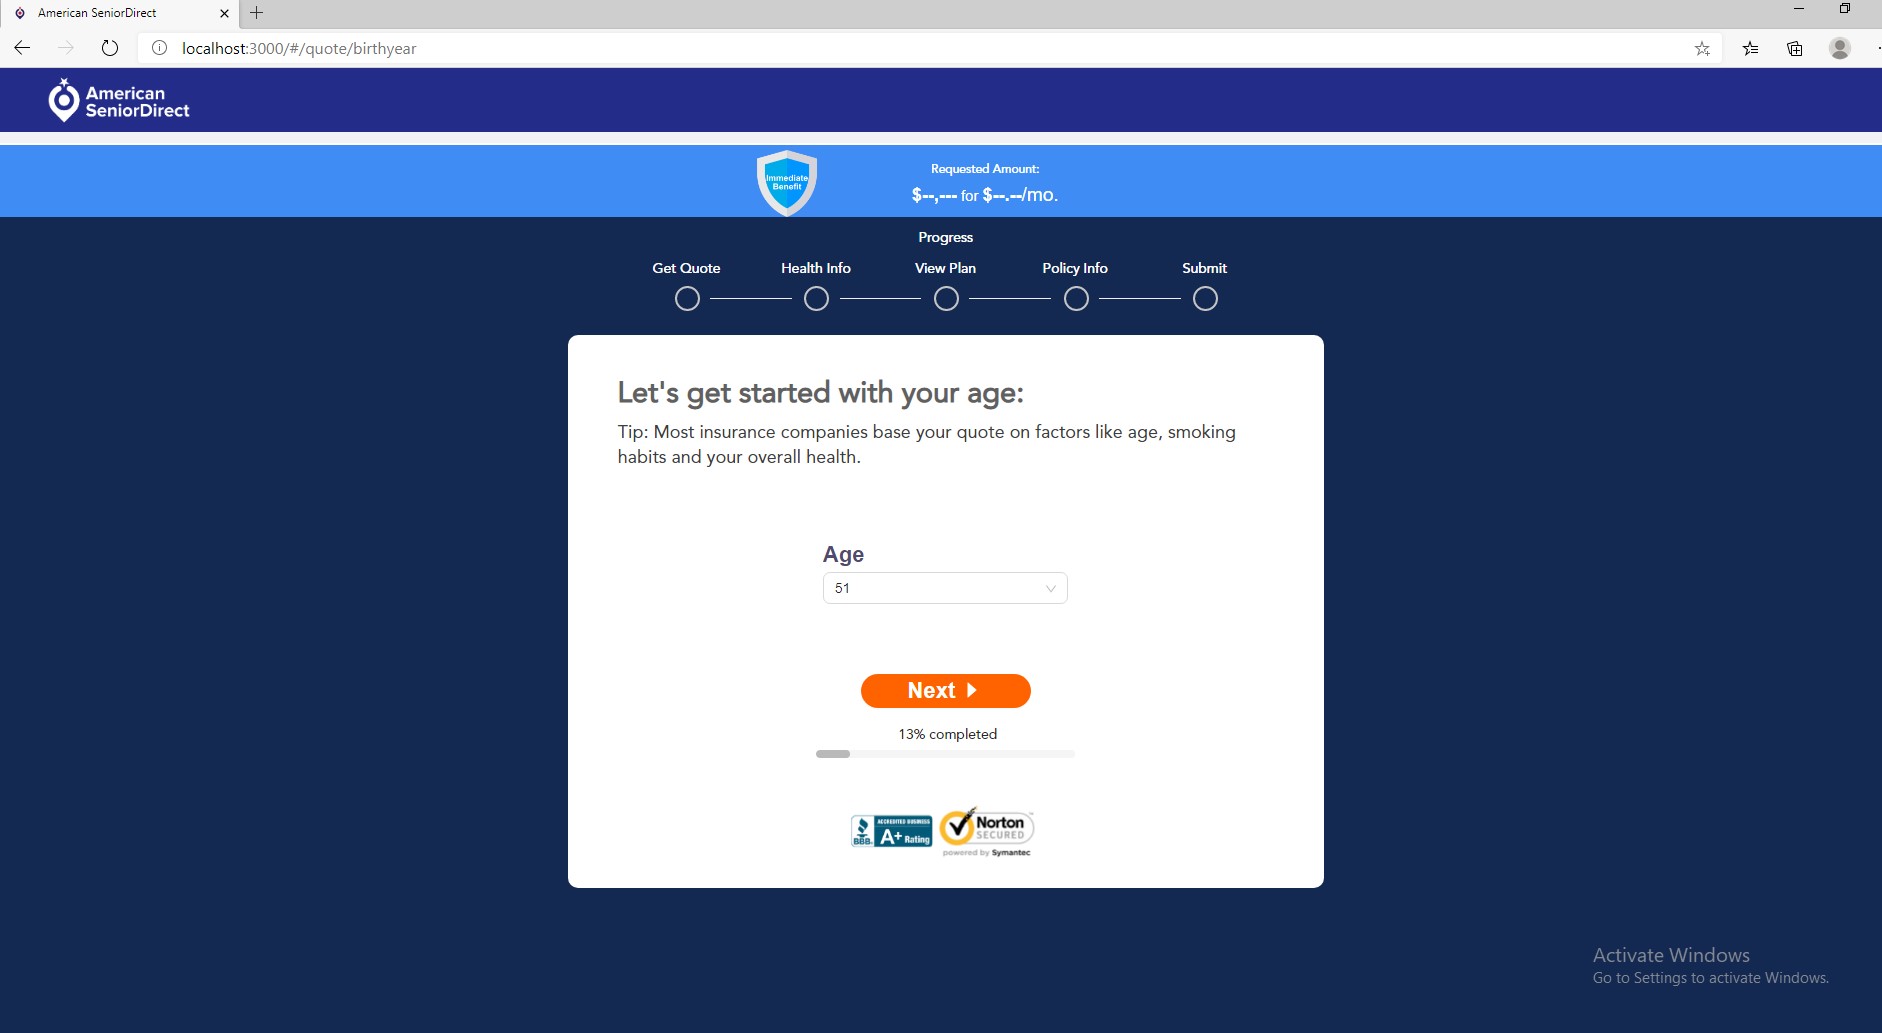 American SeniorDirect
localhost:3000/#/quote/birthyear
American
SeniorDirect
Immediate
Benefit
Requested Amount:
$--,--- for $--.--/mo.
Progress
Get Quote Health Info View Plan Policy Info Submit
Let's get started with your age:
Tip: Most insurance companies base your quote on factors like age, smoking
habits and your overall health.
Age
51
Next
13% completed
BBB.
ACCREDITED BUSINESS
A+ Rating
Norton
SECURED
powered by Symantec
Activate Windows
Go to Settings to activate Windows.